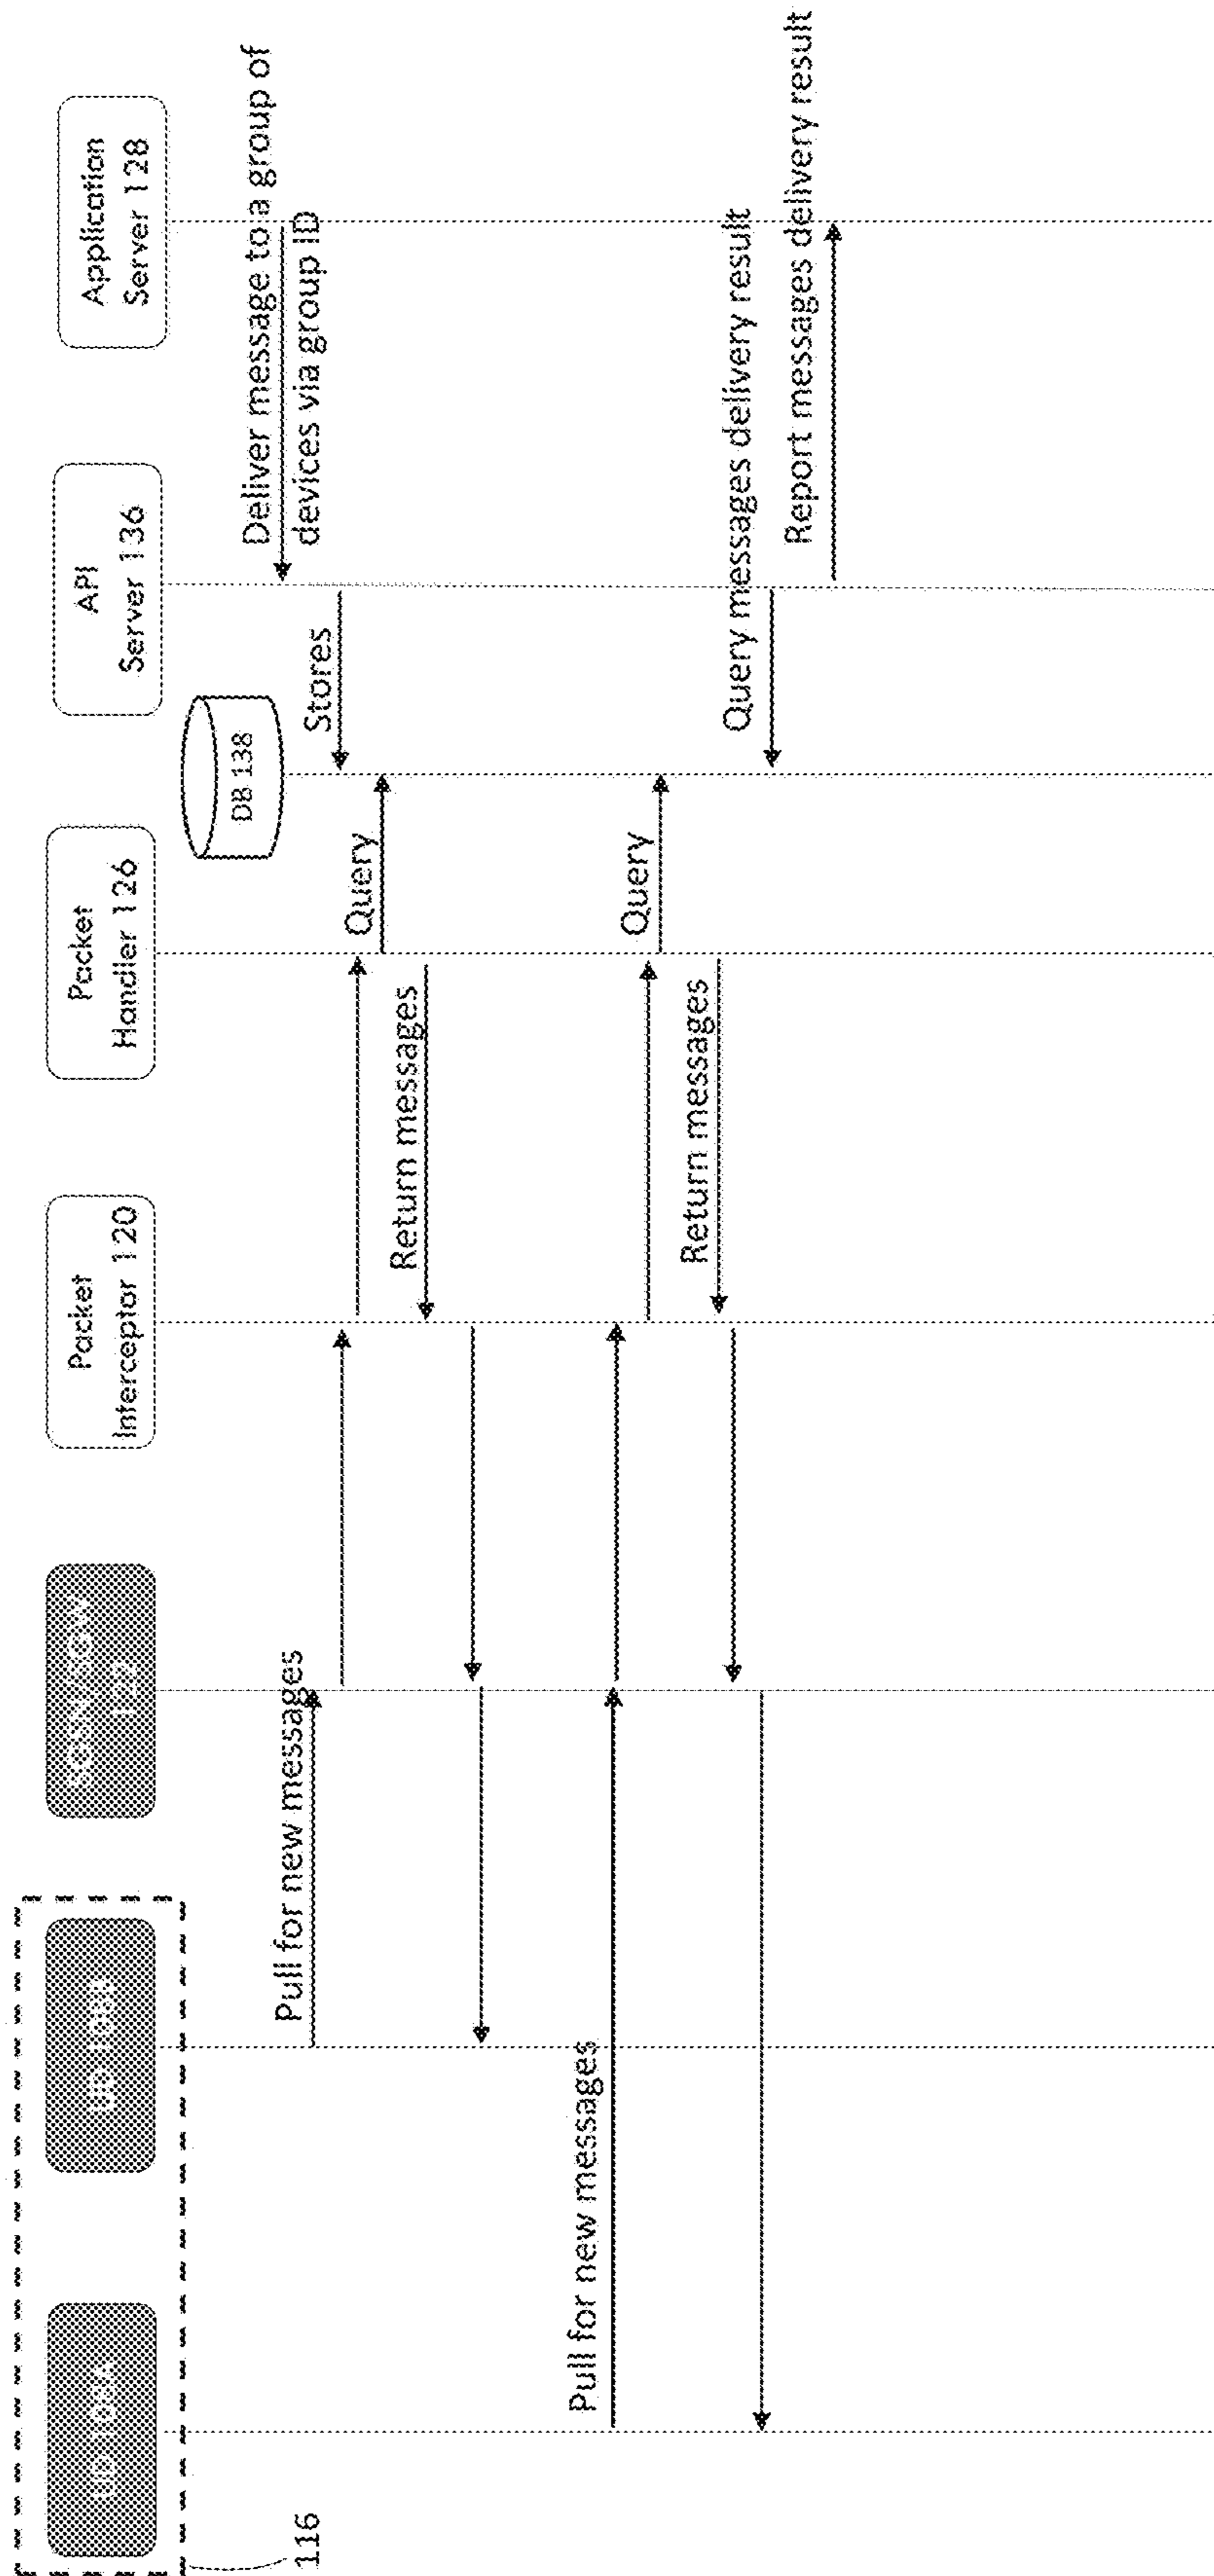 116
Packet
Interceptor 120
Packet
Handler 126
DB 138
API
Server 136
Application
Server 128
Deliver message to a group of
devices via group ID
Pull for new messages
Stores
Query
Return messages
Pull for new messages
Query
Return messages
Query messages delivery result
Report messages delivery result